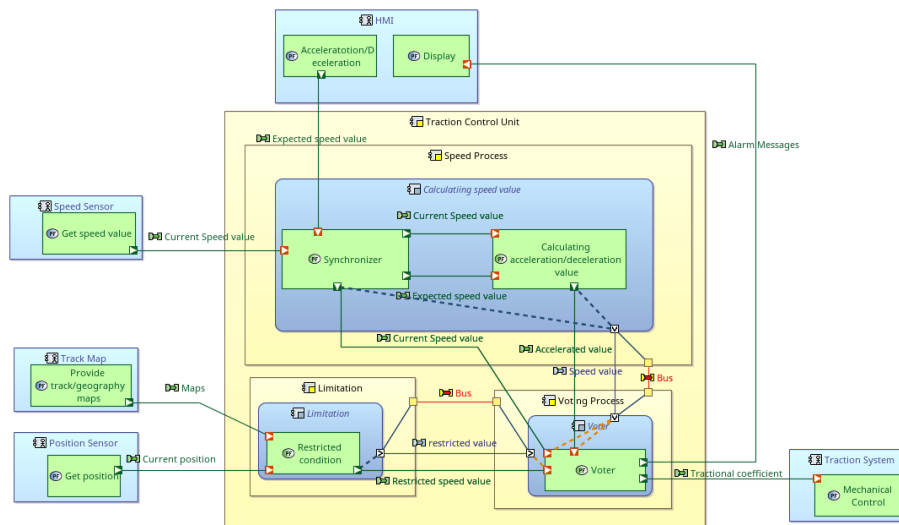 HMI
Acceleratotion/D
eceleration
Display
Traction Control Unit
Expected speed value
Alarm Messages
Speed Process
Calculatiing speed value
Speed Sensor
Get speed value
Current Speed value
Current Speed value
Synchronizer
Calculating
acceleration/deceleration
value
Expected speed value
Current Speed value
Accelerated value
Speed value
Bus
Track Map
Provide
track/geography
maps
Maps
Limitation
Limitation
Bus
Voting Process
Voter
Position Sensor
Get position
Current position
Restricted
condition
restricted value
Restricted speed value
Voter
Tractional coefficient
Traction System
Mechanical
Control